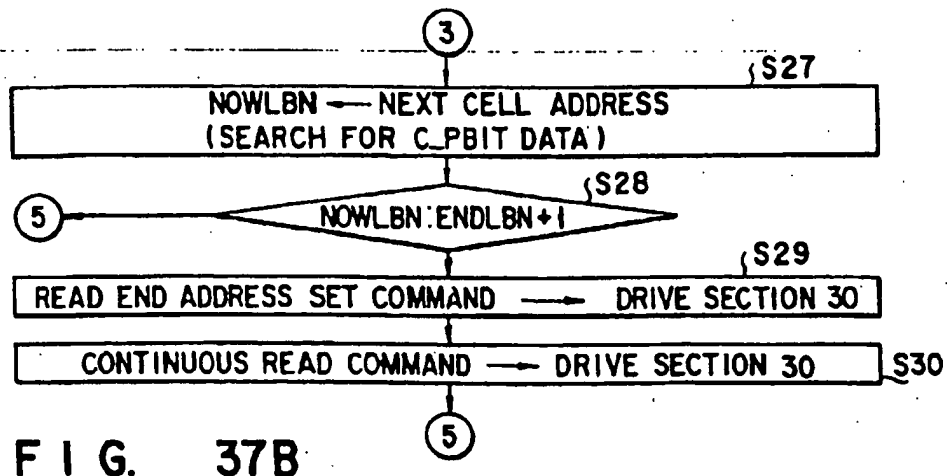 3
S27
NOWLBN ← NEXT CELL ADDRESS
(SEARCH FOR C_PBIT DATA)
S28
5
NOWLBN:ENDLBN+1
S29
READ END ADDRESS SET COMMAND → DRIVE SECTION 30
CONTINUOUS READ COMMAND → DRIVE SECTION 30
S30
5
FIG. 37B